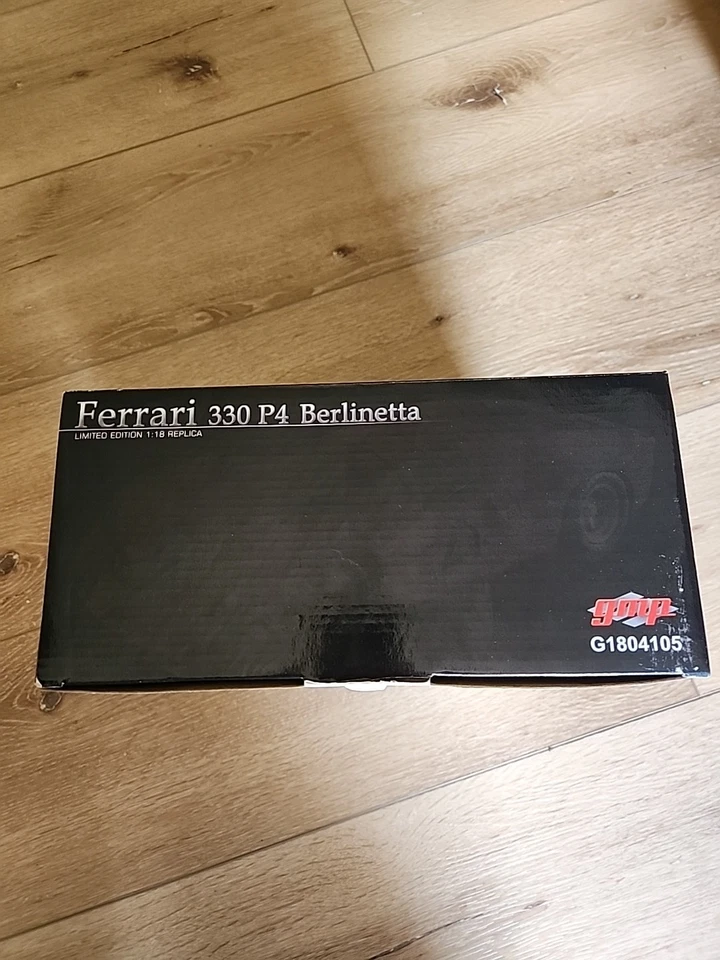 Ferrari 330 P4 Berlinetta
LIMITED EDITION 1:18 REPLICA
gmp
G1804105